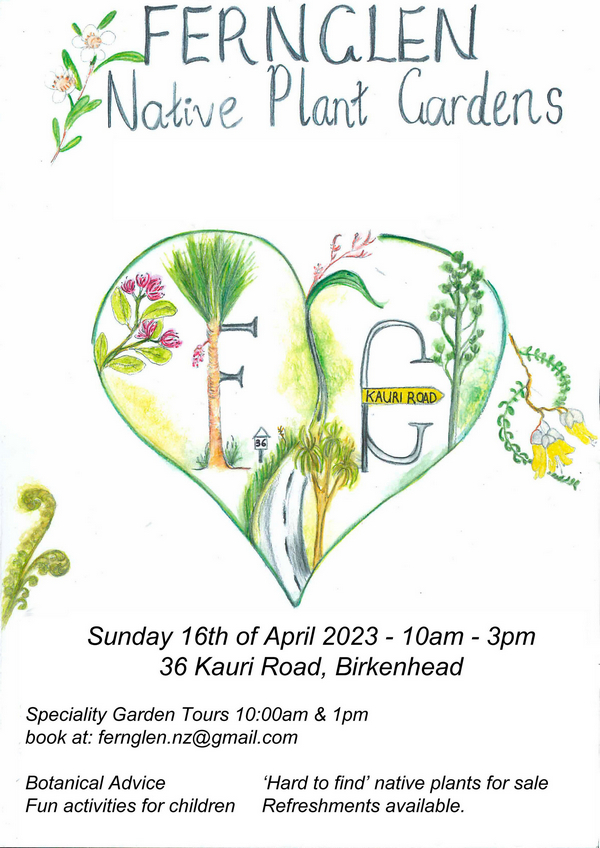 FERNGLEN
Native Plant Gardens
F G
KAURI ROAD
36
Sunday 16th of April 2023 - 10am - 3pm
36 Kauri Road, Birkenhead
Speciality Garden Tours 10:00am & 1pm
book at: fernglen.nz@gmail.com
Botanical Advice
‘Hard to find’ native plants for sale
Fun activities for children
Refreshments available.